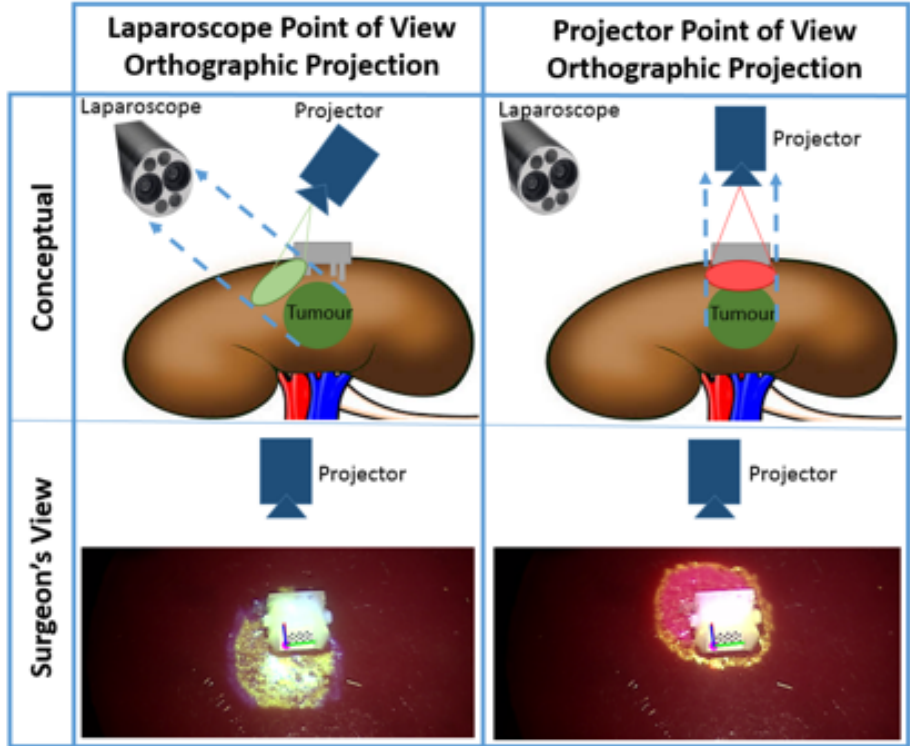 Laparoscope Point of View
Orthographic Projection
Projector Point of View
Orthographic Projection
Conceptual
Laparoscope
Projector
Tumour
Laparoscope
Projector
Tumour
Surgeon's View
Projector
Projector